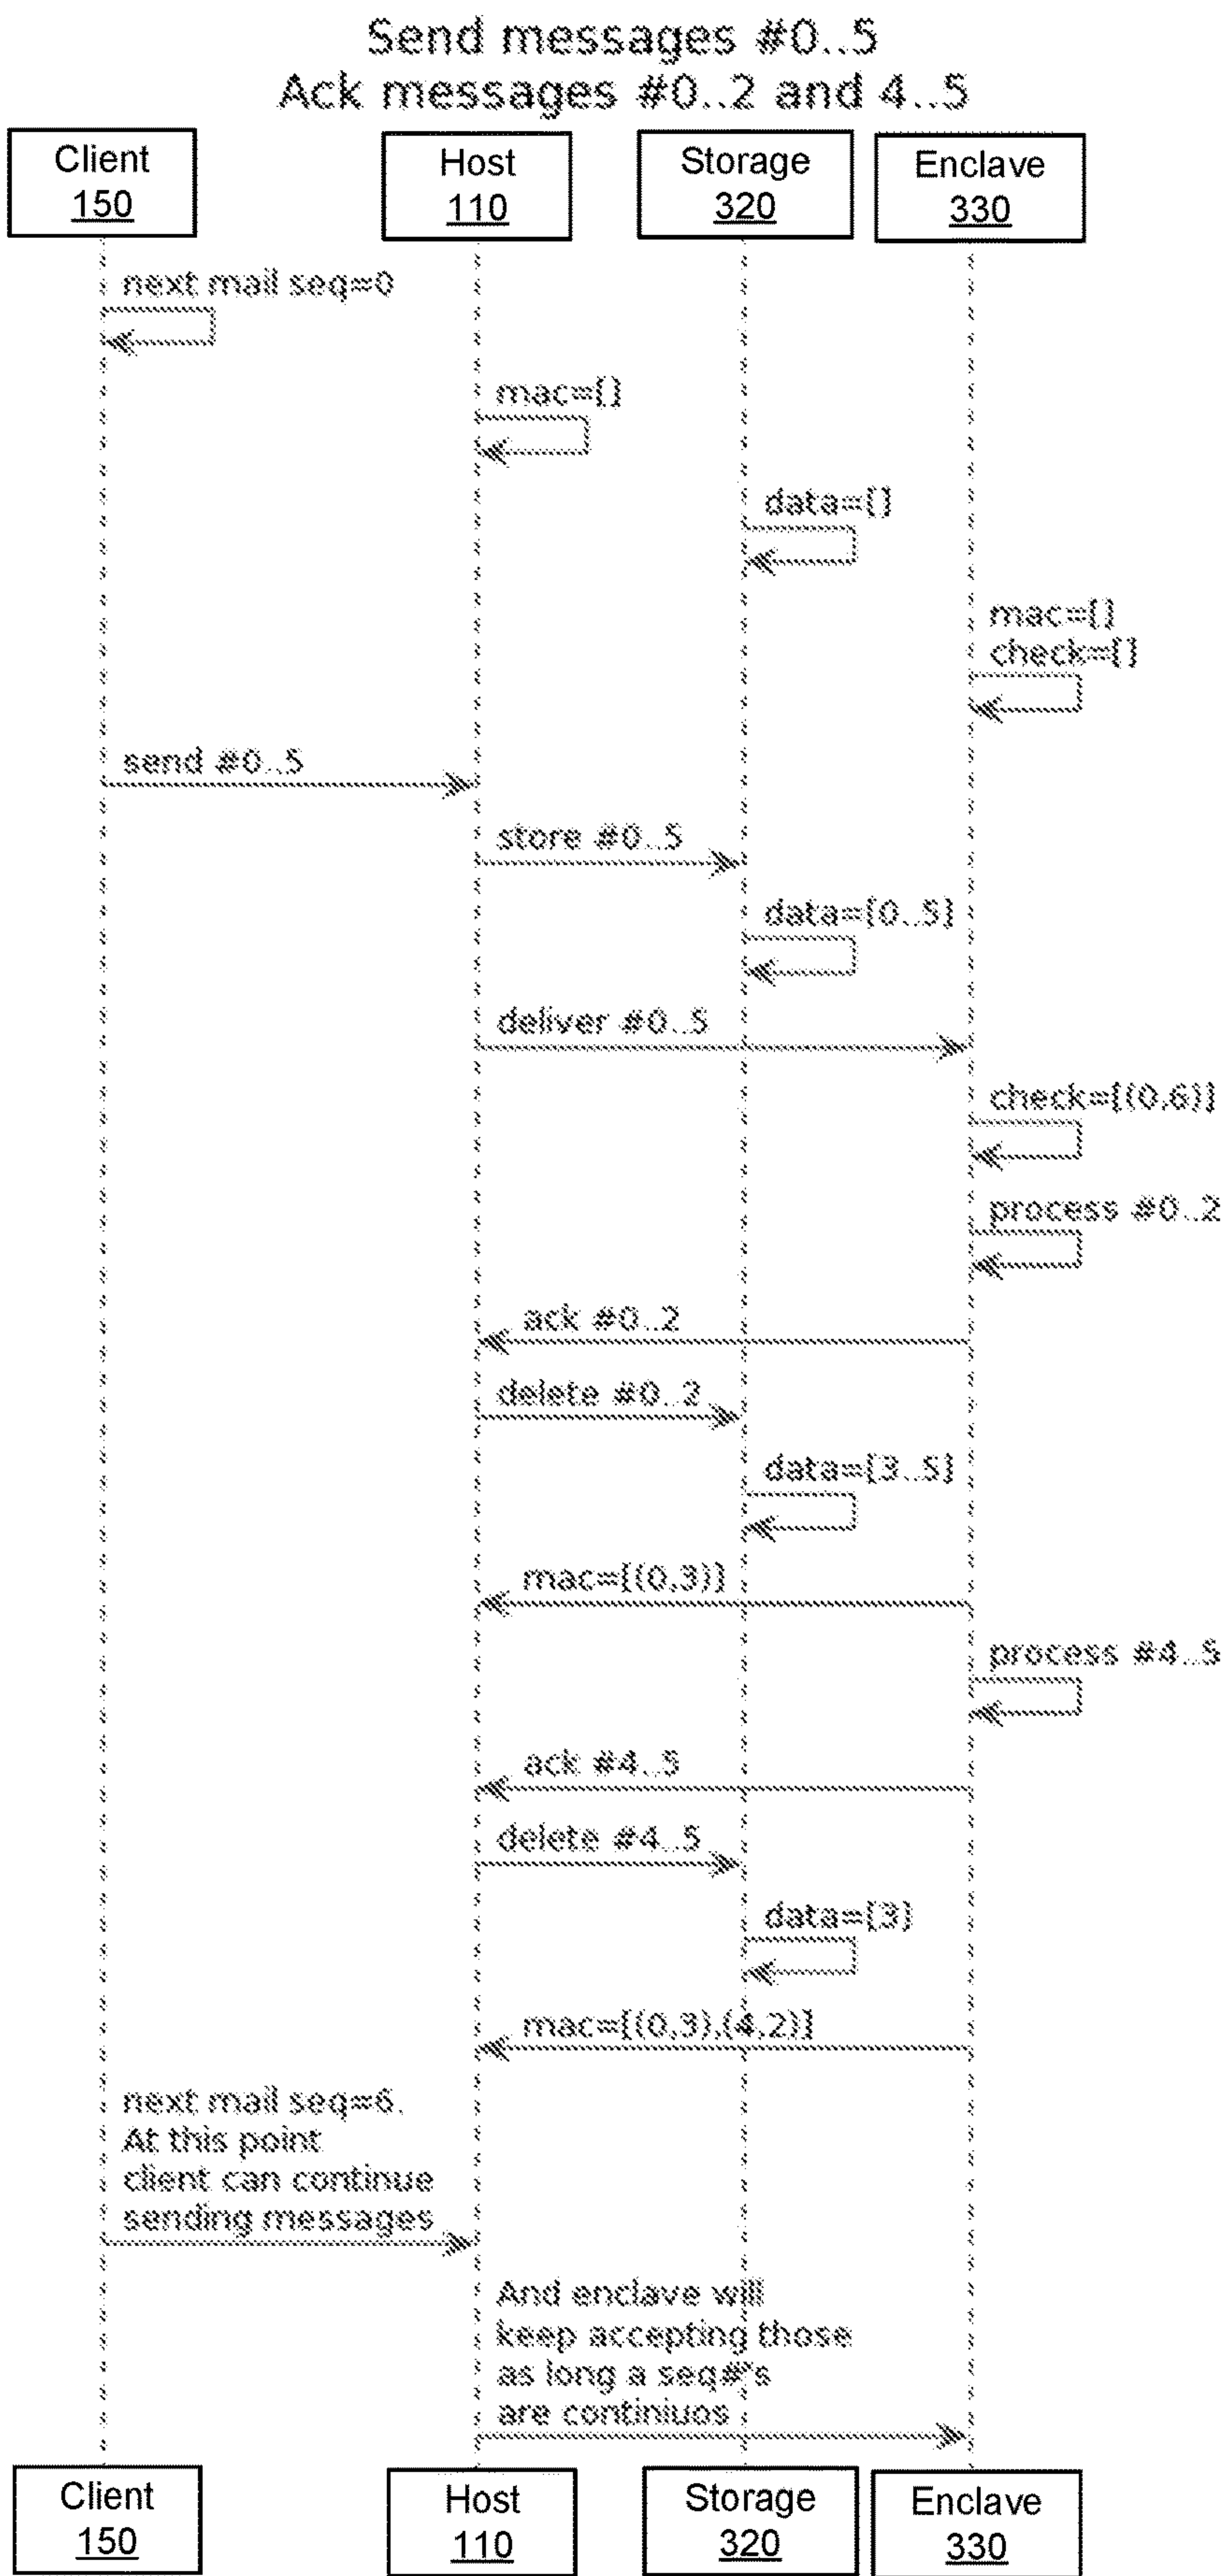 Send messages #0..5
Ack messages #0..2 and 4..5
Client
150
Host
110
Storage
320
Enclave
330
next mail seq=0
mac=[]
data=[]
mac=[]
check=[]
send #0..5
store #0..5
data=[0..5]
deliver #0..5
check=[(0,6)]
process #0..2
ack #0..2
delete #0..2
data=[3..5]
mac=[(0,3)]
process #4..5
ack #4..5
delete #4..5
data=[3]
mac=[(0,3),(4,2)]
next mail seq=6.
At this point
client can continue
sending messages
And enclave will
keep accepting those
as long a seq#'s
are continiuos
Client
150
Host
110
Storage
320
Enclave
330